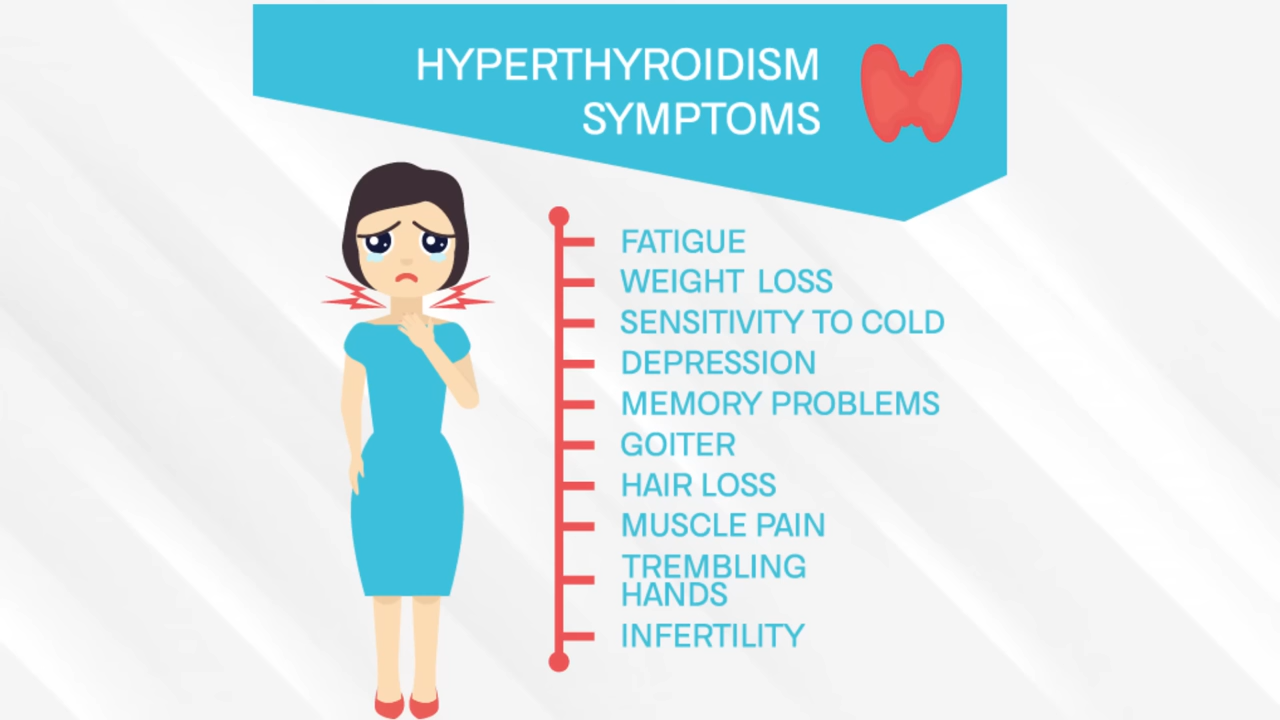 HYPERTHYROIDISM
SYMPTOMS
FATIGUE
WEIGHT LOSS
SENSITIVITY TO COLD
DEPRESSION
MEMORY PROBLEMS
GOITER
HAIR LOSS
MUSCLE PAIN
TREMBLING
HANDS
INFERTILITY